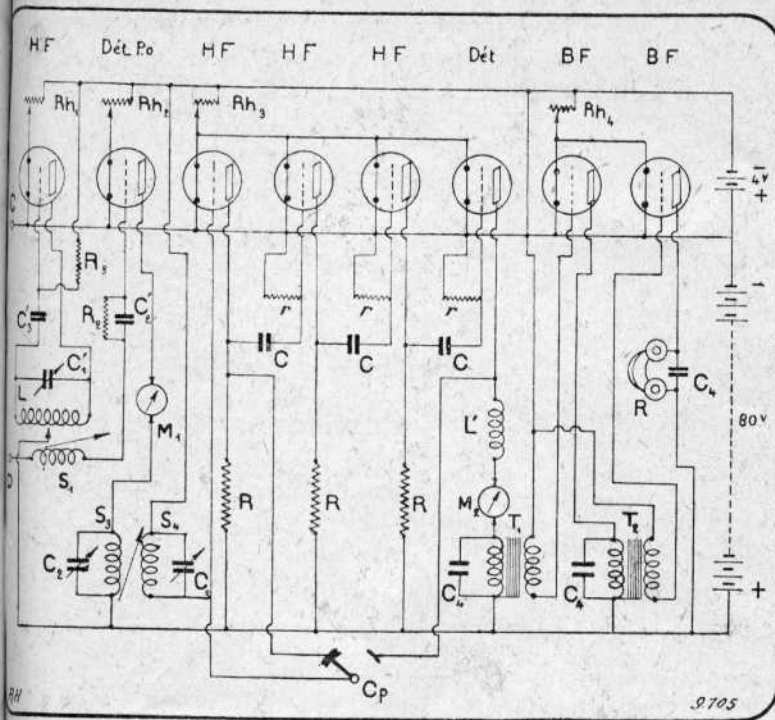 HF Dét. Po HF HF HF Dét BF BF
Rh₁ Rh₂ Rh₃ Rh₄
- 4v +
C
R₃
C'₃ R₂ C'₂ r r r
C C C
C'₁
L
M₁
S₁
R C₄
80v
L'
R R R
M₂
S₃ S₄ T₁ T₂
C₂ C₄ C₄
+ -
Cp
RH 9.705